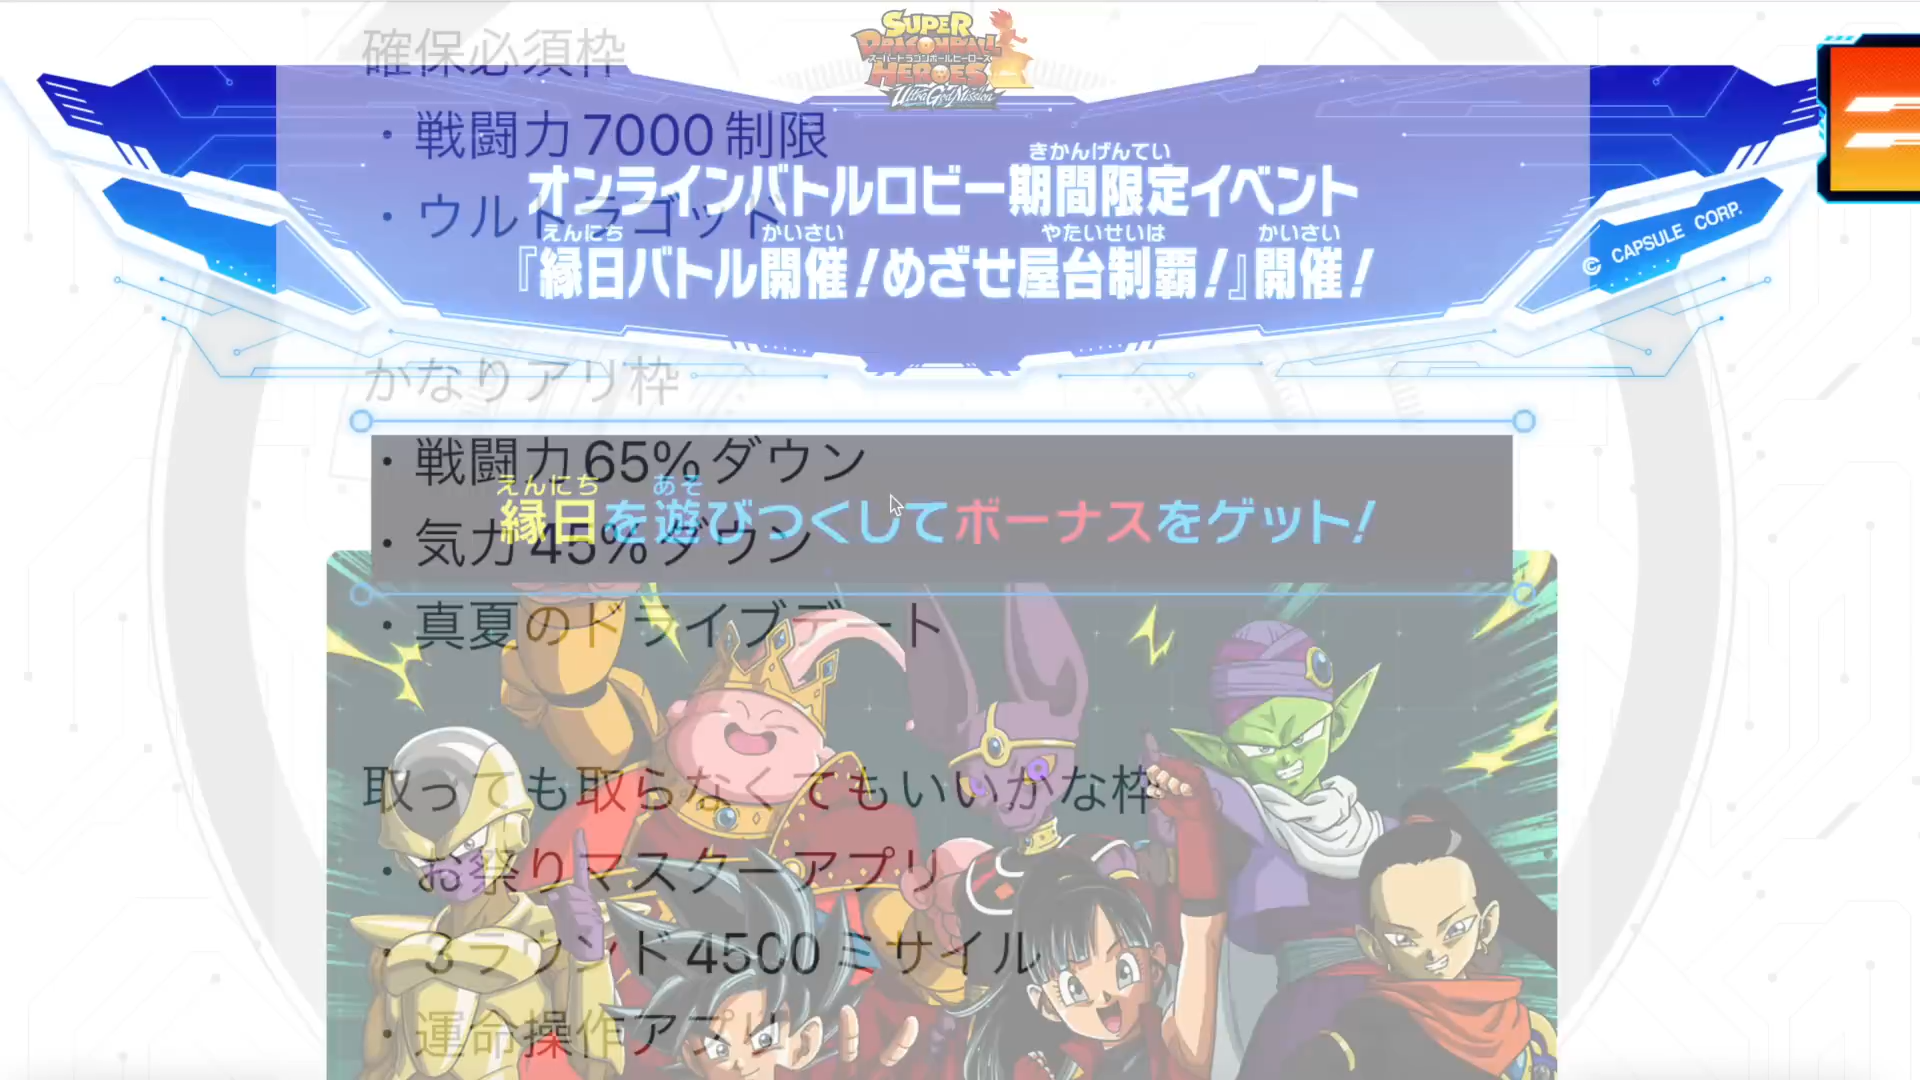 確保必須枠
SUPER
DRAGONBALL
スーパードラゴンボールヒーローズ
HEROES
UltraGodMission
・戦闘力7000制限
・ウルトラゴッド
きかんげんてい
オンラインバトルロビー期間限定イベント
えんにち かいさい やたいせいは かいさい
『縁日バトル開催！めざせ屋台制覇！』開催！
© CAPSULE CORP.
かなりアリ枠
・戦闘力65%ダウン
えんにち あそ
縁日を遊びつくしてボーナスをゲット！
・気力45%ダウン
・真夏のドライブデート
取っても取らなくてもいいかな枠
・お祭りマスクーアプリ
・3ラウンド4500ミサイル
・運命操作アプリ